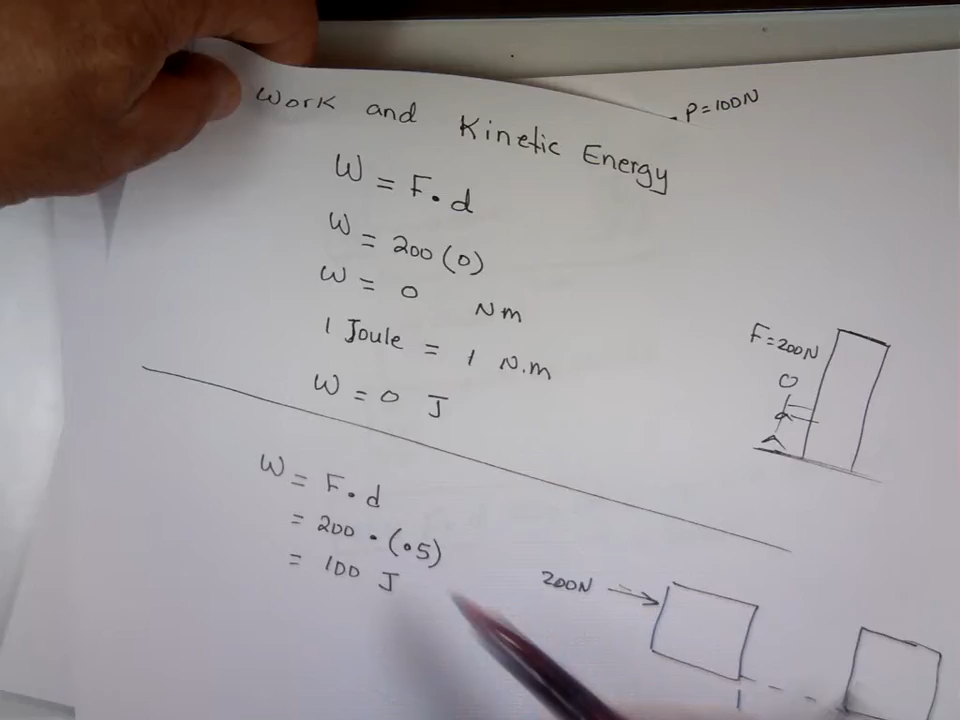 Work and Kinetic Energy
P=100N
W = F.d
W = 200(0)
W = 0 Nm
1 Joule = 1 N.m
W = 0 J
F=200N
W = F.d
= 200 . (.5)
= 100 J
200N